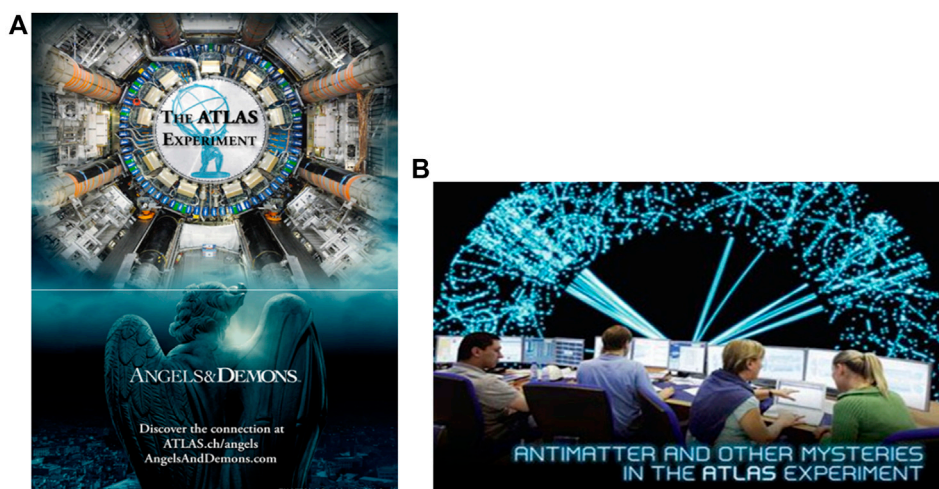 A
THE ATLAS
EXPERIMENT
ANGELS&DEMONS™
Discover the connection at
ATLAS.ch/angels
AngelsAndDemons.com
B
ANTIMATTER AND OTHER MYSTERIES
IN THE ATLAS EXPERIMENT